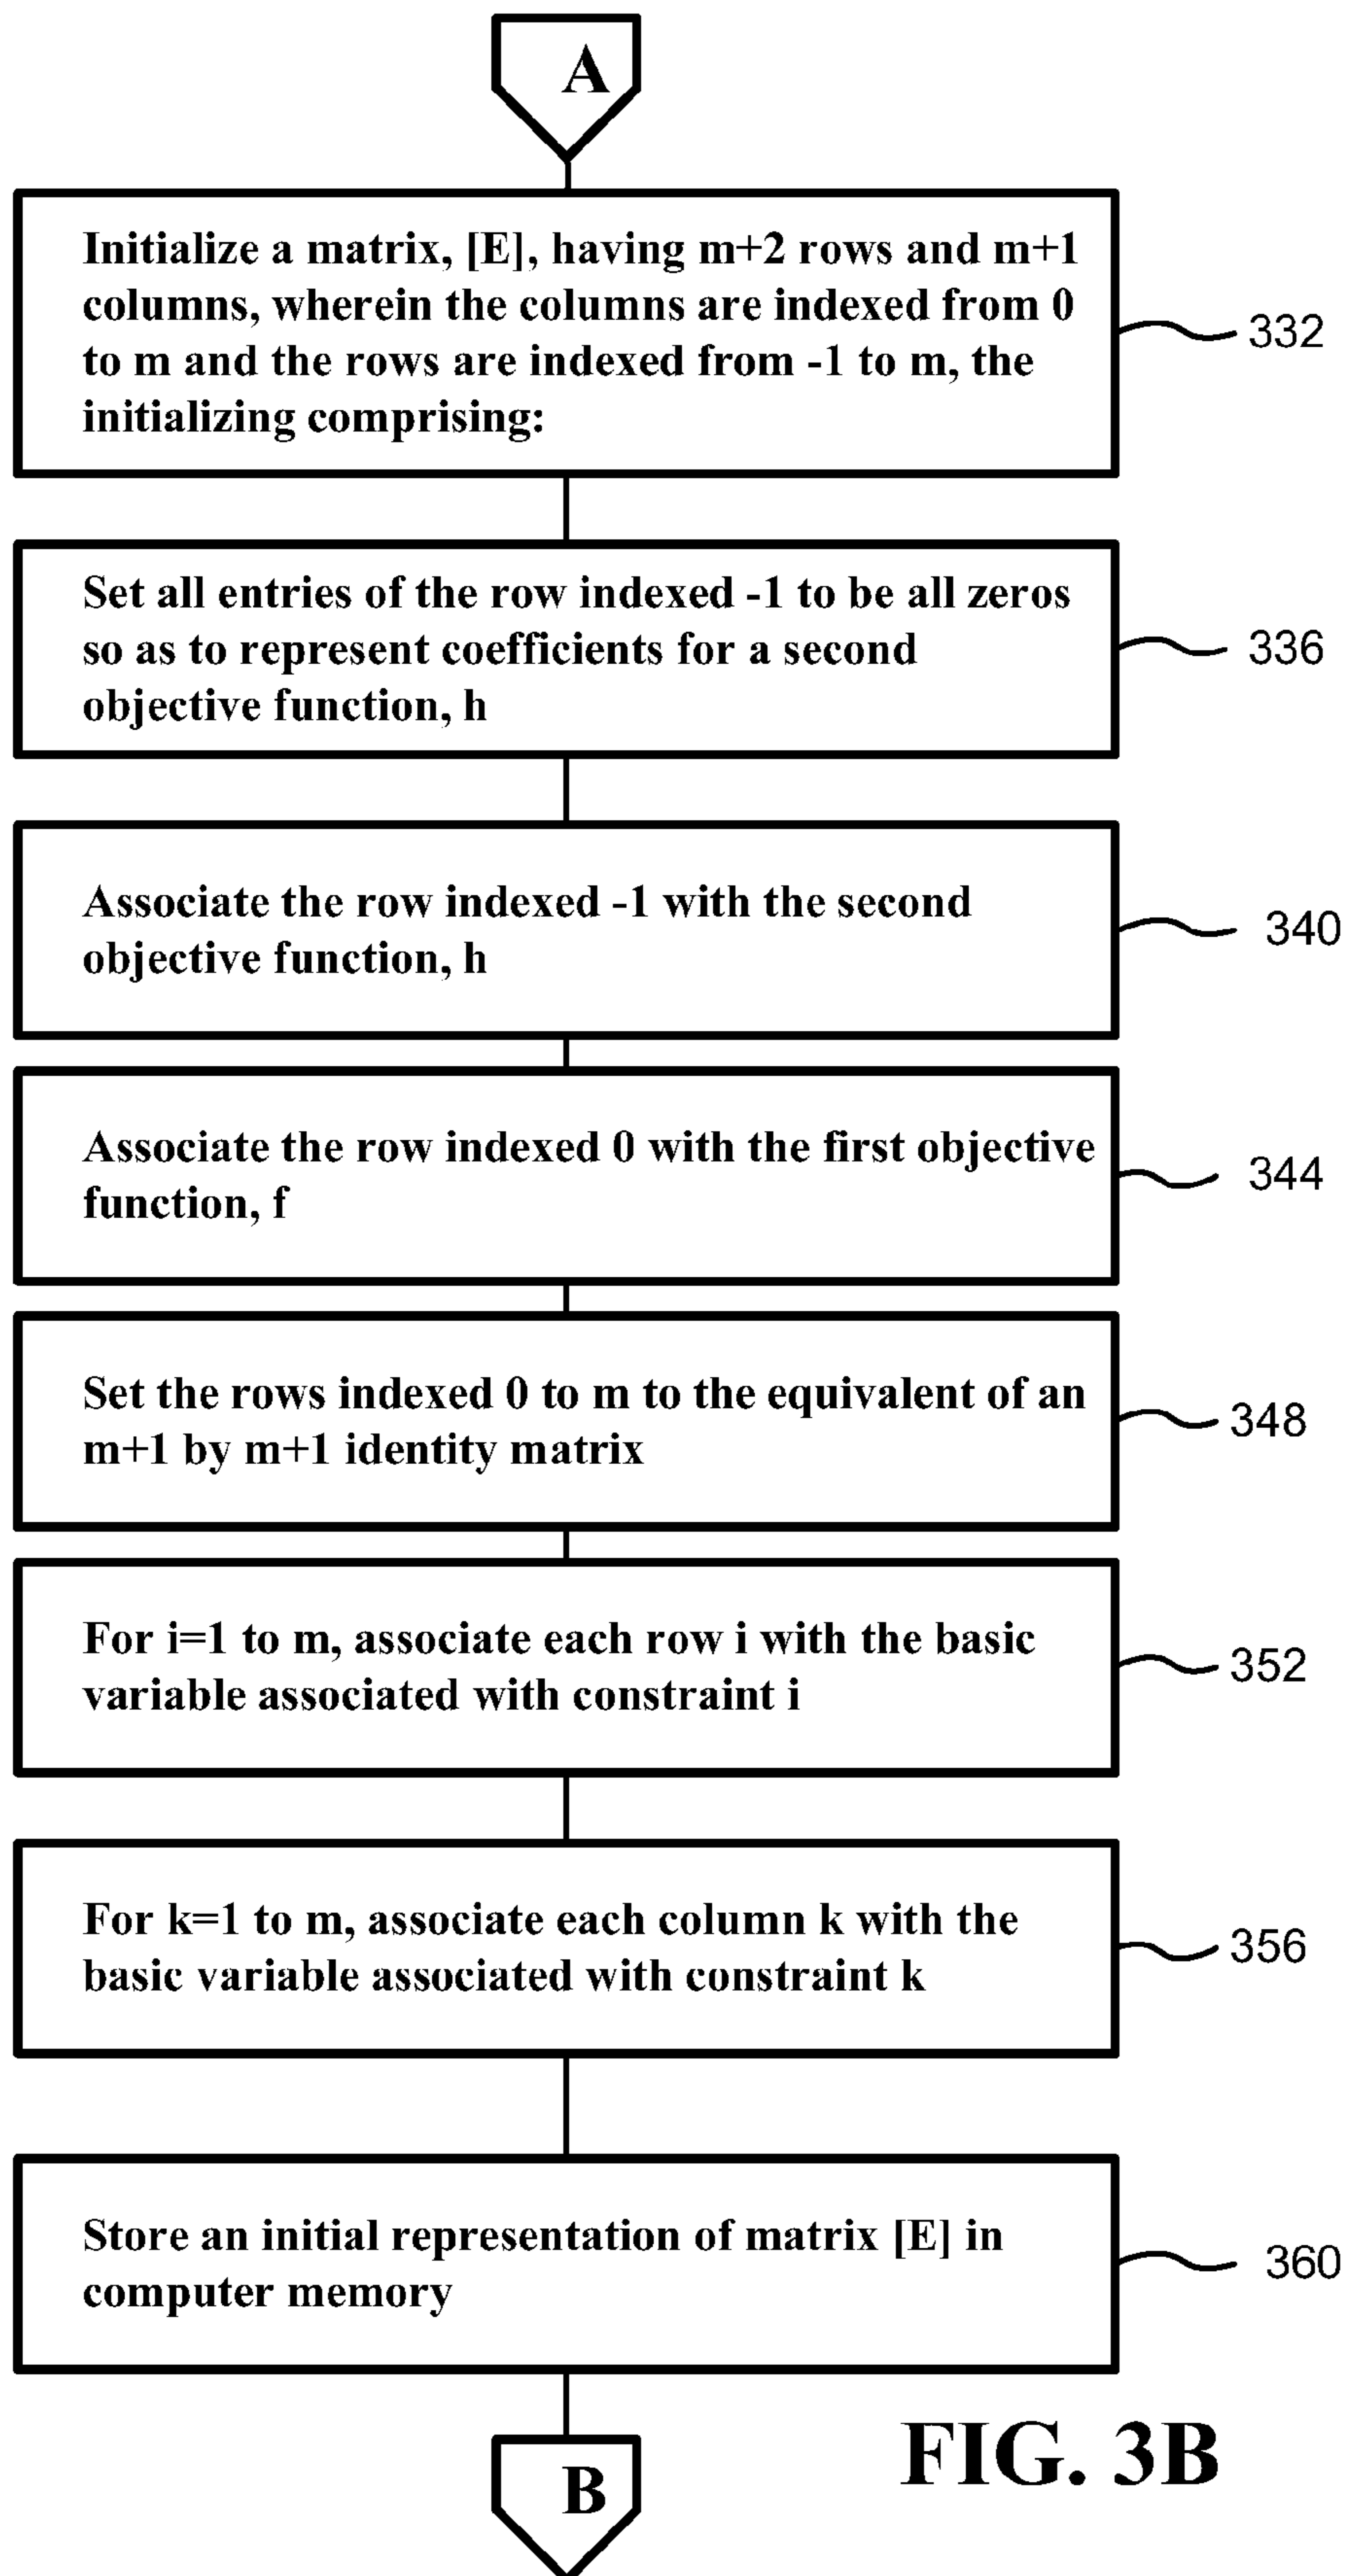 A
Initialize a matrix, [E], having m+2 rows and m+1
columns, wherein the columns are indexed from 0
to m and the rows are indexed from -1 to m, the
initializing comprising:
332
Set all entries of the row indexed -1 to be all zeros
so as to represent coefficients for a second
objective function, h
336
Associate the row indexed -1 with the second
objective function, h
340
Associate the row indexed 0 with the first objective
function, f
344
Set the rows indexed 0 to m to the equivalent of an
m+1 by m+1 identity matrix
348
For i=1 to m, associate each row i with the basic
variable associated with constraint i
352
For k=1 to m, associate each column k with the
basic variable associated with constraint k
356
Store an initial representation of matrix [E] in
computer memory
360
B
FIG. 3B